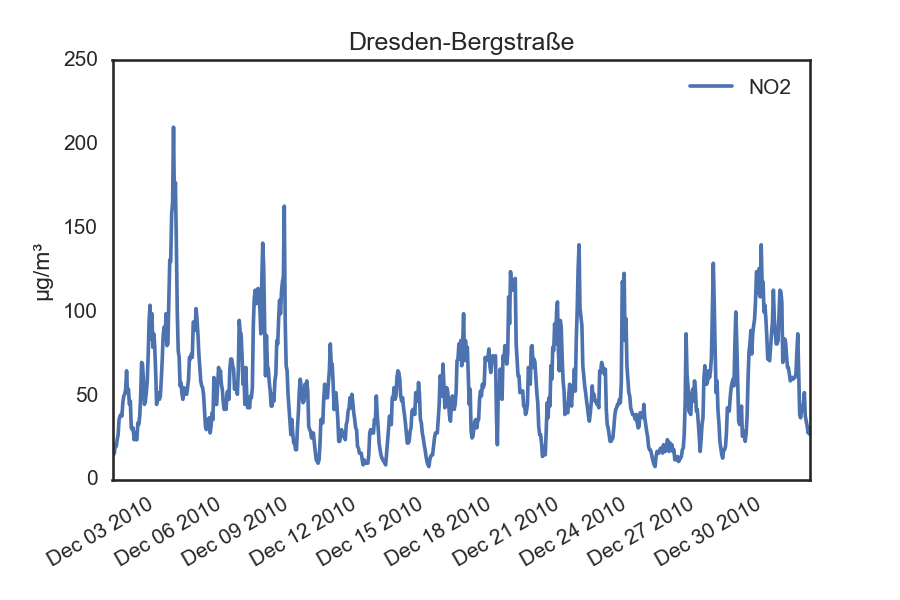 Dresden-Bergstraße
250
200
150
100
50
0
µg/m³
NO2
Dec 03 2010
Dec 06 2010
Dec 09 2010
Dec 12 2010
Dec 15 2010
Dec 18 2010
Dec 21 2010
Dec 24 2010
Dec 27 2010
Dec 30 2010